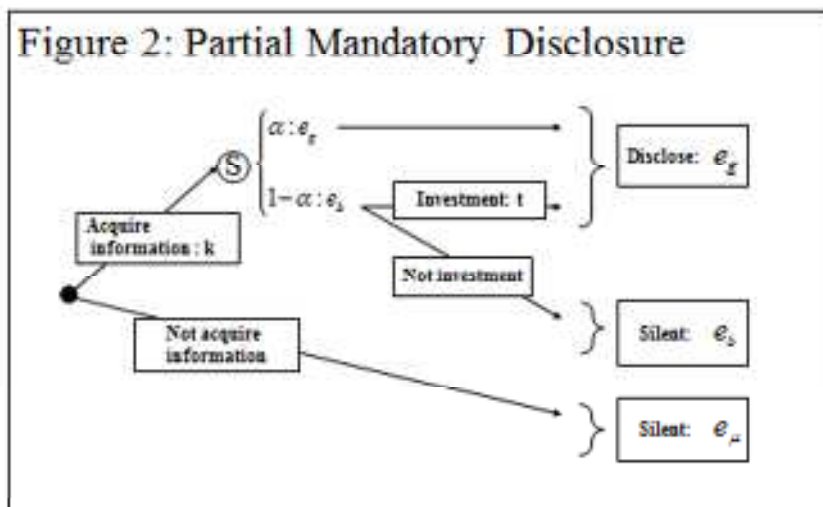 Figure 2: Partial Mandatory Disclosure
α : e_g
S
1−α : e_b
Investment: t
Disclose: e_g
Acquire
information : k
Not investment
Not acquire
information
Silent: e_b
Silent: e_μ